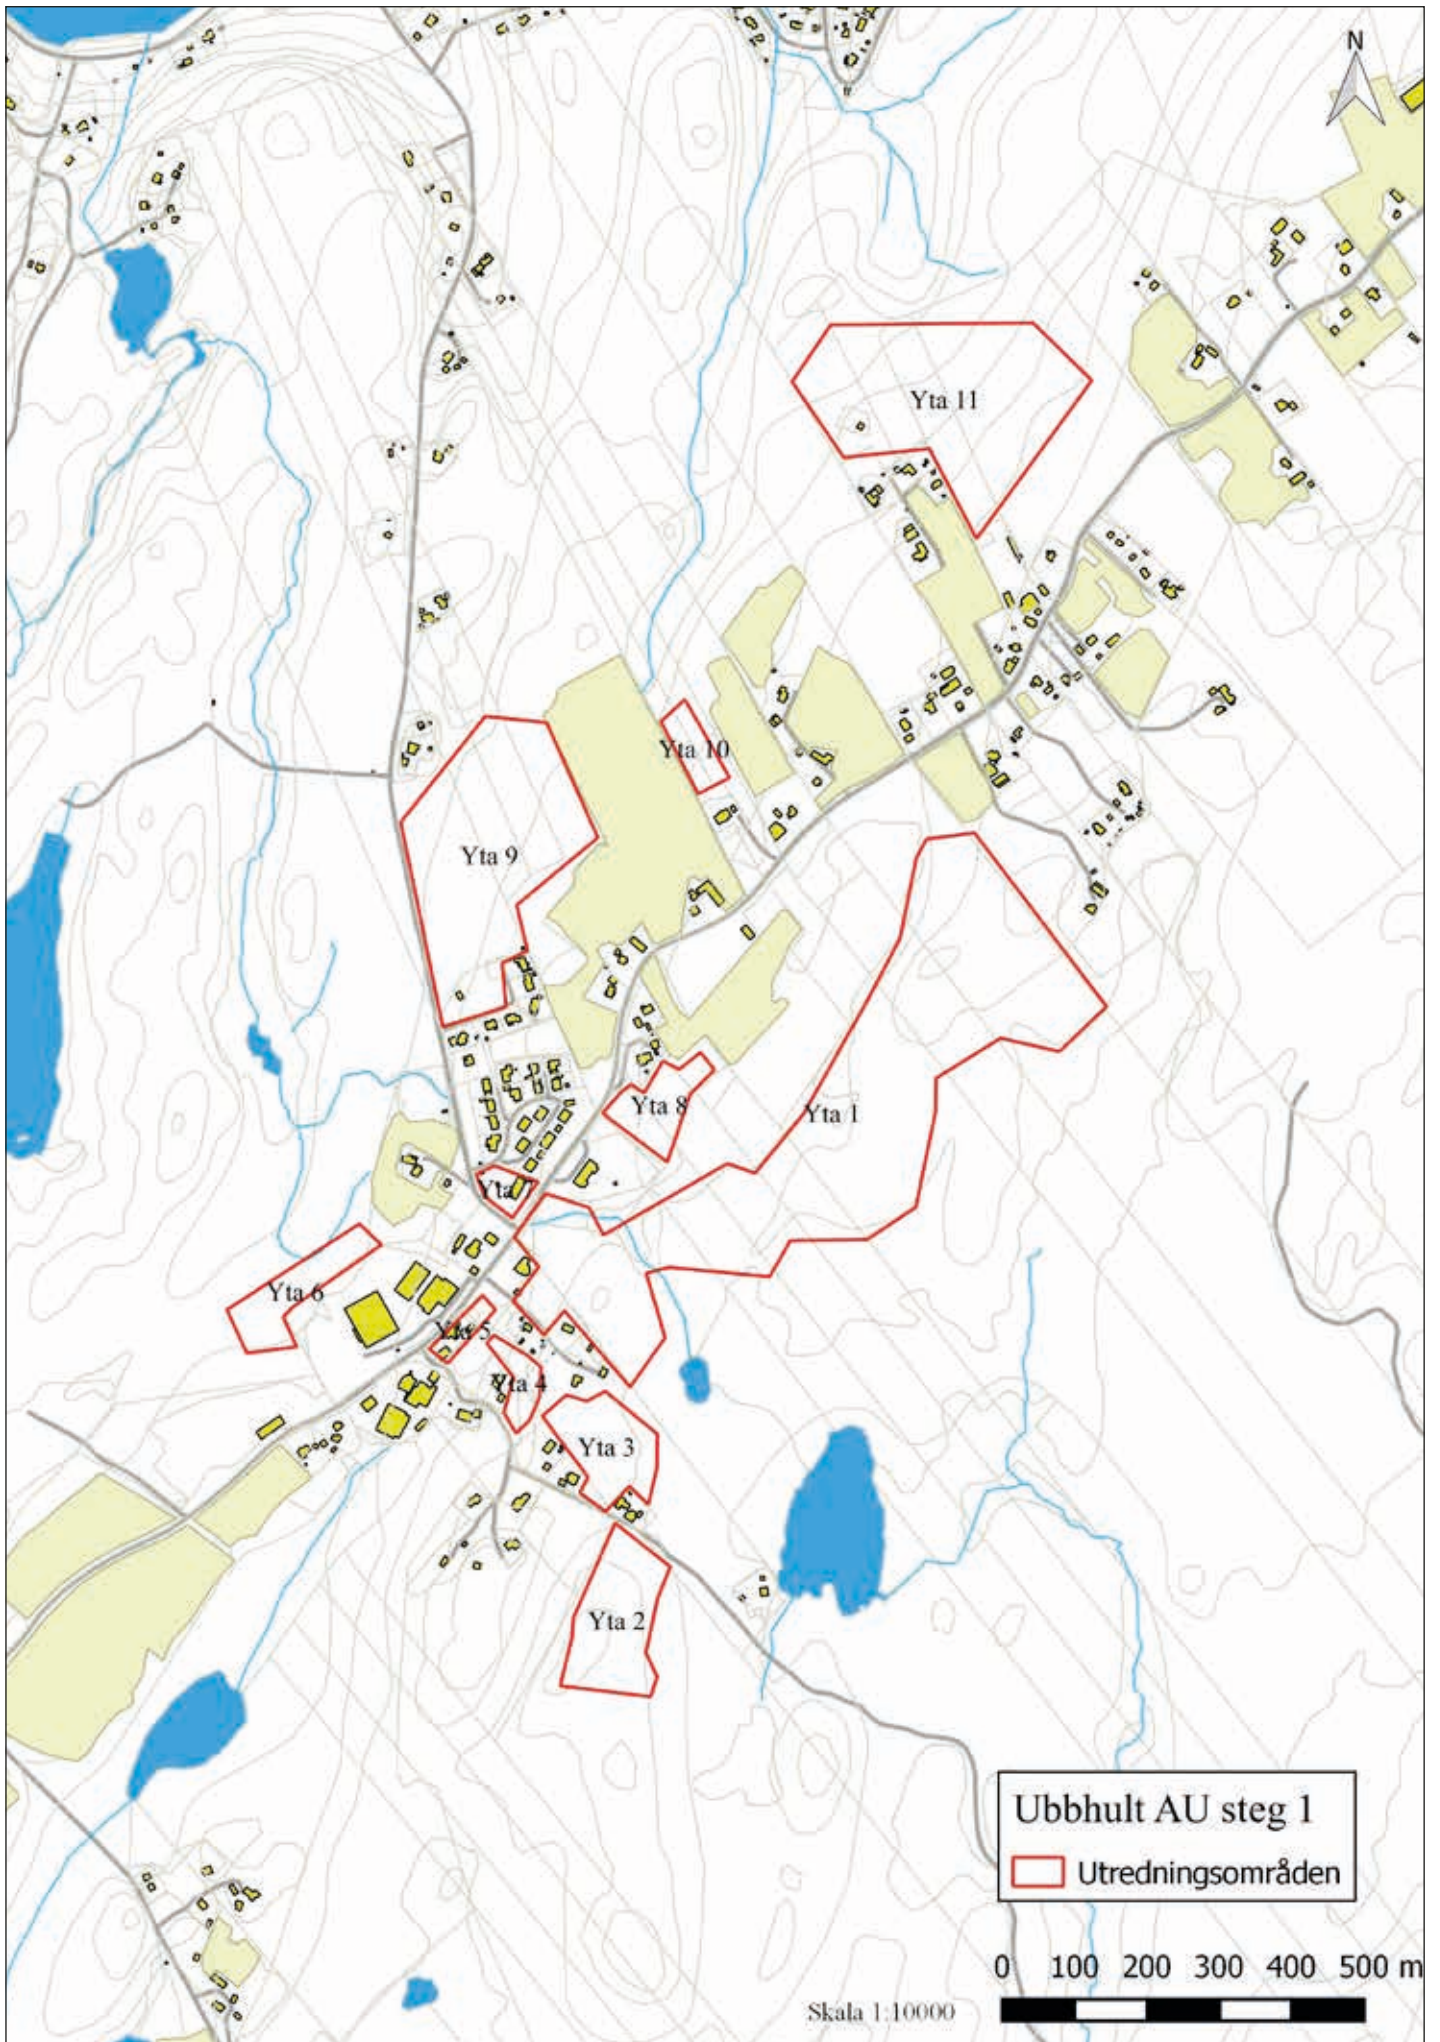 N
Yta 11
Yta 10
Yta 9
Yta 8
Yta 1
Yta 7
Yta 6
Yta 5
Yta 4
Yta 3
Yta 2
Ubbhult AU steg 1
Utredningsområden
0 100 200 300 400 500 m
Skala 1:10000